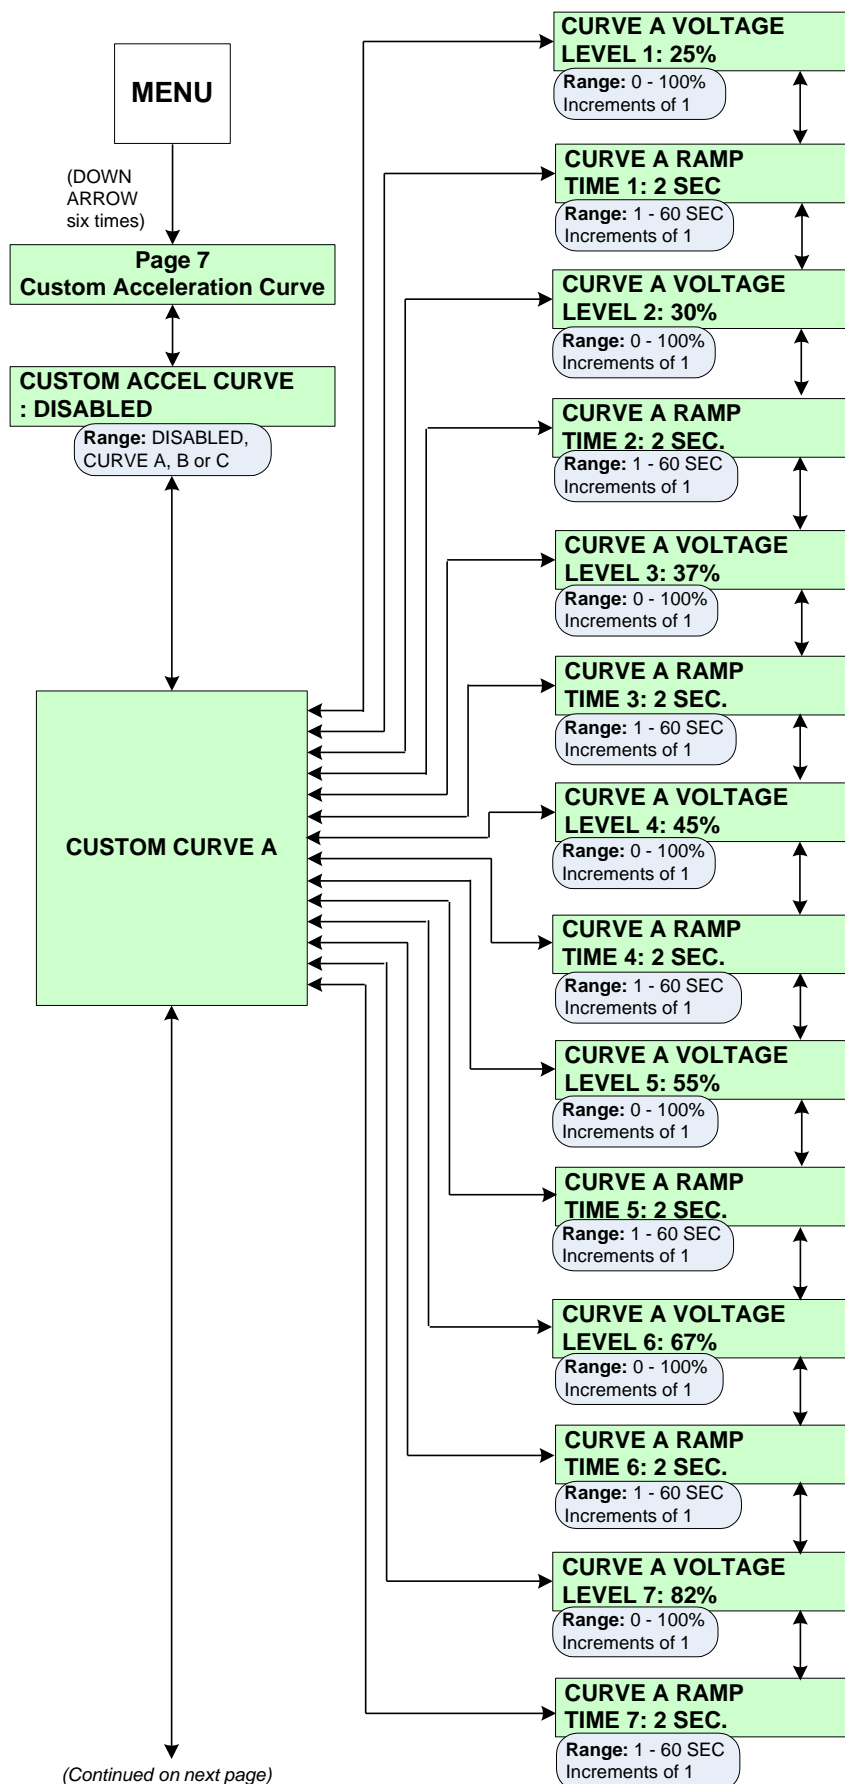 MENU
(DOWN
ARROW
six times)
Page 7
Custom Acceleration Curve
CUSTOM ACCEL CURVE
: DISABLED
Range: DISABLED,
CURVE A, B or C
CUSTOM CURVE A
(Continued on next page)
CURVE A VOLTAGE
LEVEL 1: 25%
Range: 0 - 100%
Increments of 1
CURVE A RAMP
TIME 1: 2 SEC
Range: 1 - 60 SEC
Increments of 1
CURVE A VOLTAGE
LEVEL 2: 30%
Range: 0 - 100%
Increments of 1
CURVE A RAMP
TIME 2: 2 SEC.
Range: 1 - 60 SEC
Increments of 1
CURVE A VOLTAGE
LEVEL 3: 37%
Range: 0 - 100%
Increments of 1
CURVE A RAMP
TIME 3: 2 SEC.
Range: 1 - 60 SEC
Increments of 1
CURVE A VOLTAGE
LEVEL 4: 45%
Range: 0 - 100%
Increments of 1
CURVE A RAMP
TIME 4: 2 SEC.
Range: 1 - 60 SEC
Increments of 1
CURVE A VOLTAGE
LEVEL 5: 55%
Range: 0 - 100%
Increments of 1
CURVE A RAMP
TIME 5: 2 SEC.
Range: 1 - 60 SEC
Increments of 1
CURVE A VOLTAGE
LEVEL 6: 67%
Range: 0 - 100%
Increments of 1
CURVE A RAMP
TIME 6: 2 SEC.
Range: 1 - 60 SEC
Increments of 1
CURVE A VOLTAGE
LEVEL 7: 82%
Range: 0 - 100%
Increments of 1
CURVE A RAMP
TIME 7: 2 SEC.
Range: 1 - 60 SEC
Increments of 1